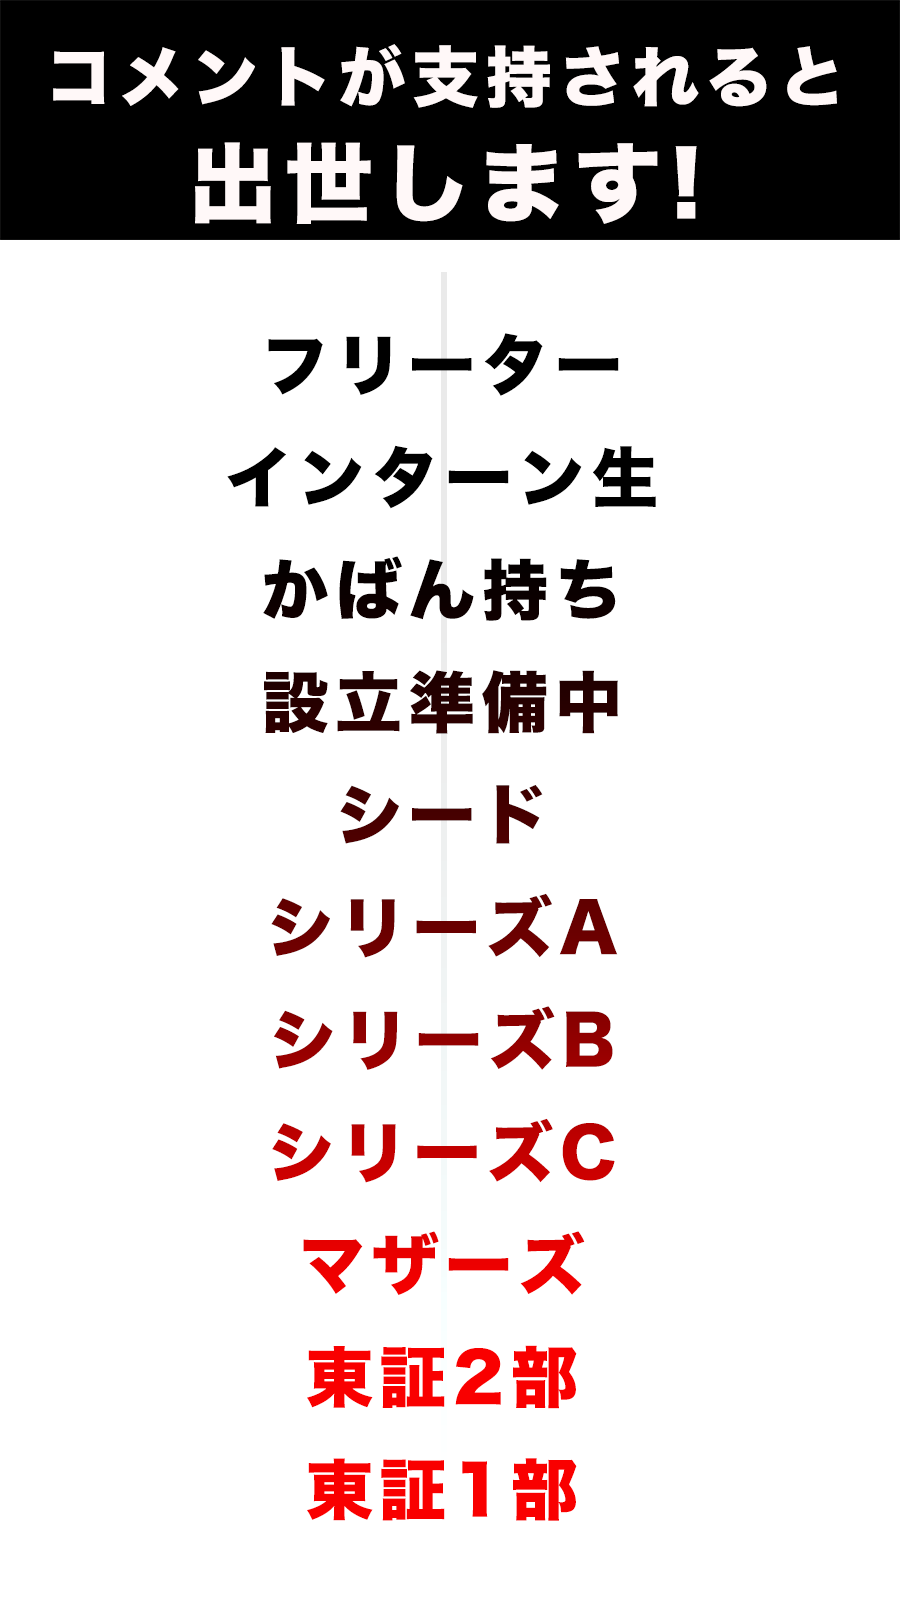 コメントが支持されると
出世します!
フリーター
インターン生
かばん持ち
設立準備中
シード
シリーズA
シリーズB
シリーズC
マザーズ
東証2部
東証1部